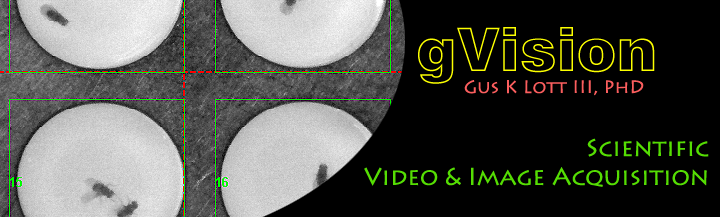 gVision
Gus K Lott III, PhD
Scientific
Video & Image Acquisition
15
16